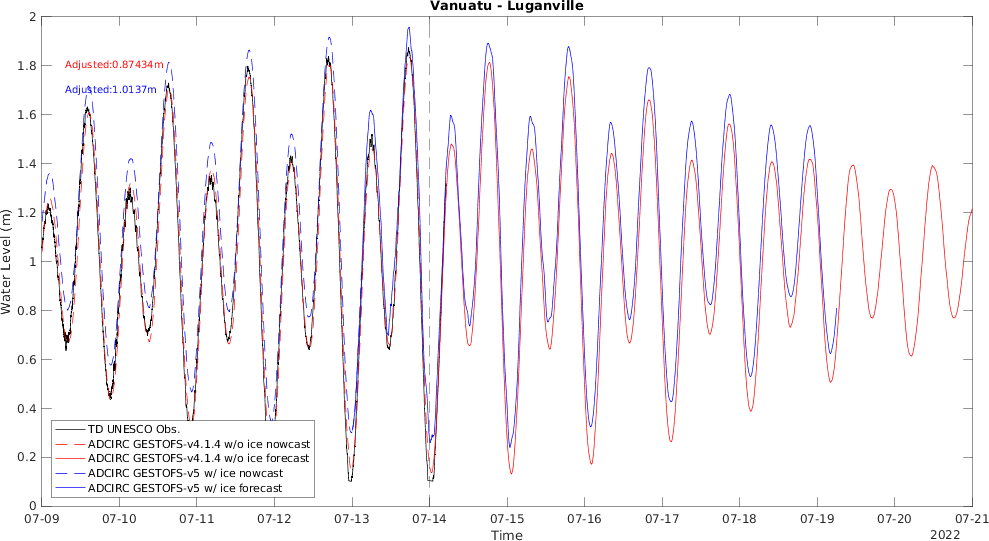 Vanuatu - Luganville
2
1.8
1.6
1.4
1.2
1
0.8
0.6
0.4
0.2
0
Water Level (m)
Adjusted:0.87434m
Adjusted:1.0137m
TD UNESCO Obs.
ADCIRC GESTOFS-v4.1.4 w/o ice nowcast
ADCIRC GESTOFS-v4.1.4 w/o ice forecast
ADCIRC GESTOFS-v5 w/ ice nowcast
ADCIRC GESTOFS-v5 w/ ice forecast
07-09 07-10 07-11 07-12 07-13 07-14 07-15 07-16 07-17 07-18 07-19 07-20 07-21
Time
2022